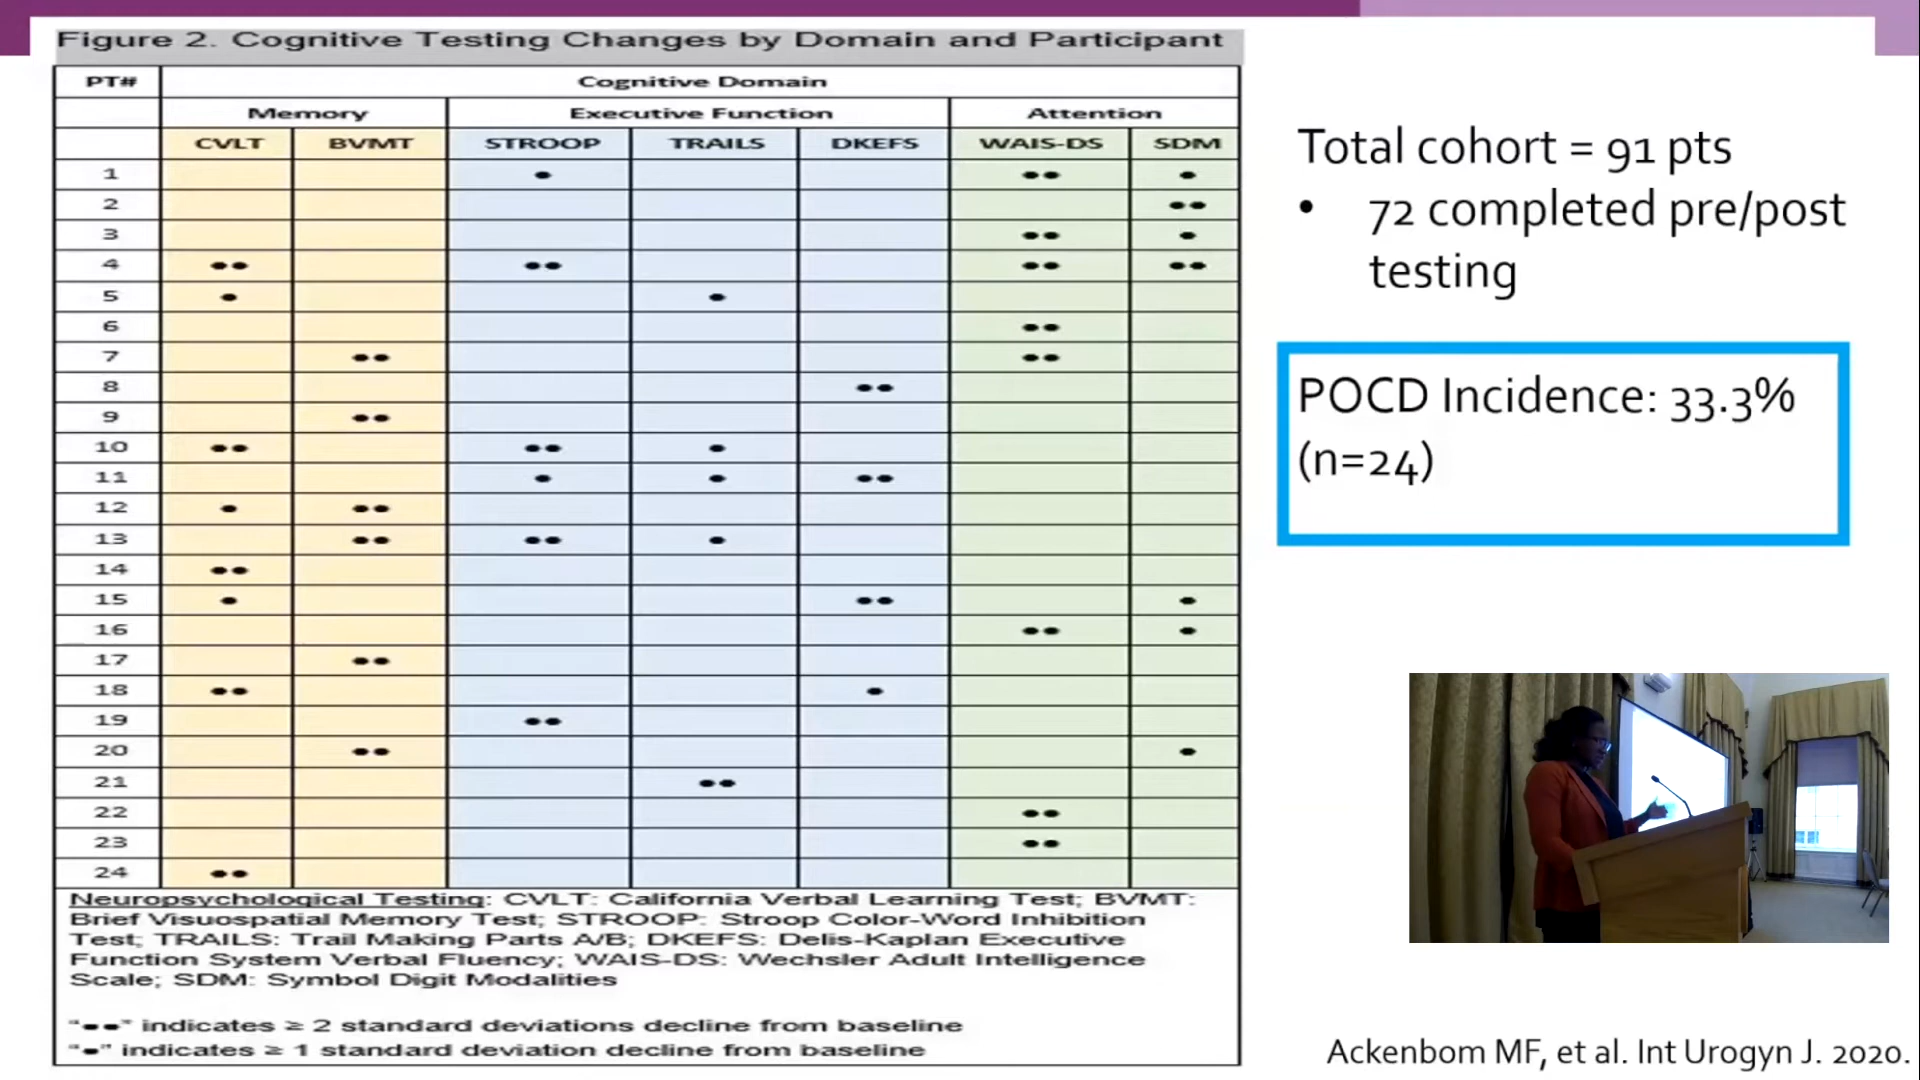 Figure 2. Cognitive Testing Changes by Domain and Participant
PT# Cognitive Domain
Memory Executive Function Attention
CVLT BVMT STROOP TRAILS DKEFS WAIS-DS SDM
1 • •• •
2 ••
3 •• •
4 •• •• •• ••
5 • •
6 ••
7 •• ••
8 ••
9 ••
10 •• •• •
11 • • ••
12 • ••
13 •• •• •
14 ••
15 • •• •
16 •• •
17 ••
18 •• •
19 ••
20 •• •
21 ••
22 ••
23 ••
24 ••
Neuropsychological Testing: CVLT: California Verbal Learning Test; BVMT:
Brief Visuospatial Memory Test; STROOP: Stroop Color-Word Inhibition
Test; TRAILS: Trail Making Parts A/B; DKEFS: Delis-Kaplan Executive
Function System Verbal Fluency; WAIS-DS: Wechsler Adult Intelligence
Scale; SDM: Symbol Digit Modalities
"••" indicates ≥ 2 standard deviations decline from baseline
"•" indicates ≥ 1 standard deviation decline from baseline
Total cohort = 91 pts
• 72 completed pre/post
testing
POCD Incidence: 33.3%
(n=24)
Ackenbom MF, et al. Int Urogyn J. 2020.